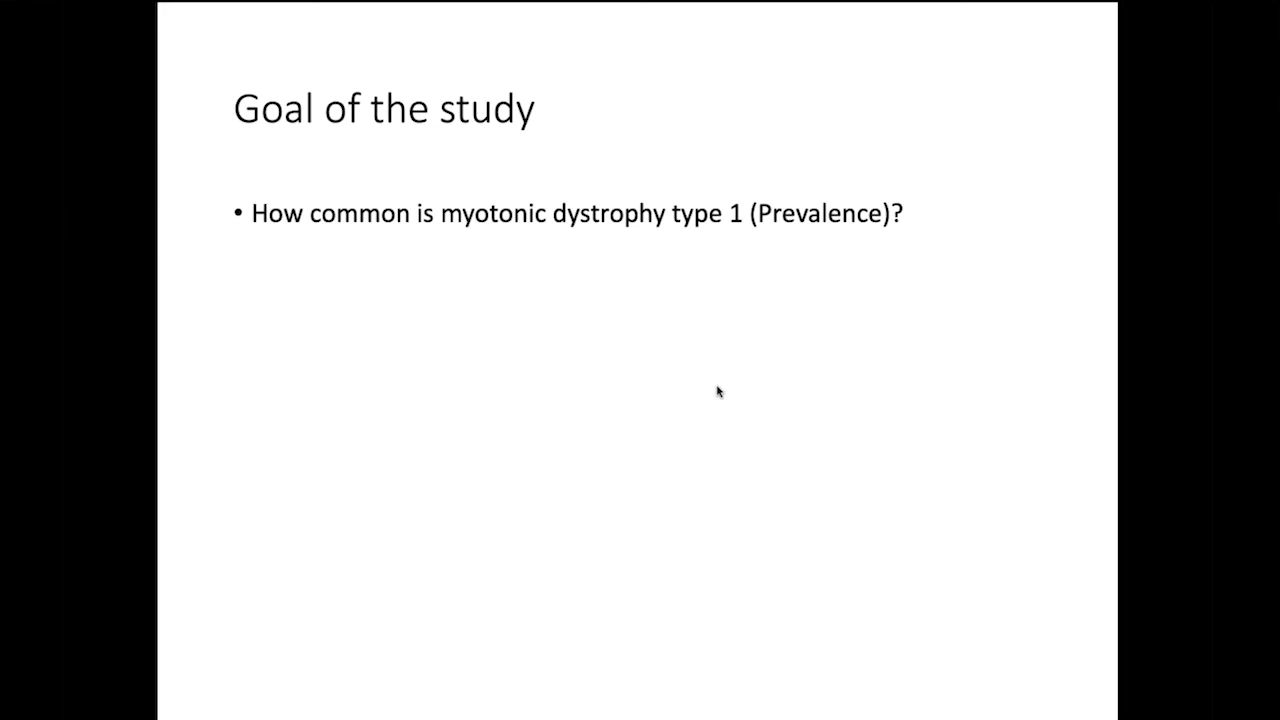 Goal of the study
• How common is myotonic dystrophy type 1 (Prevalence)?